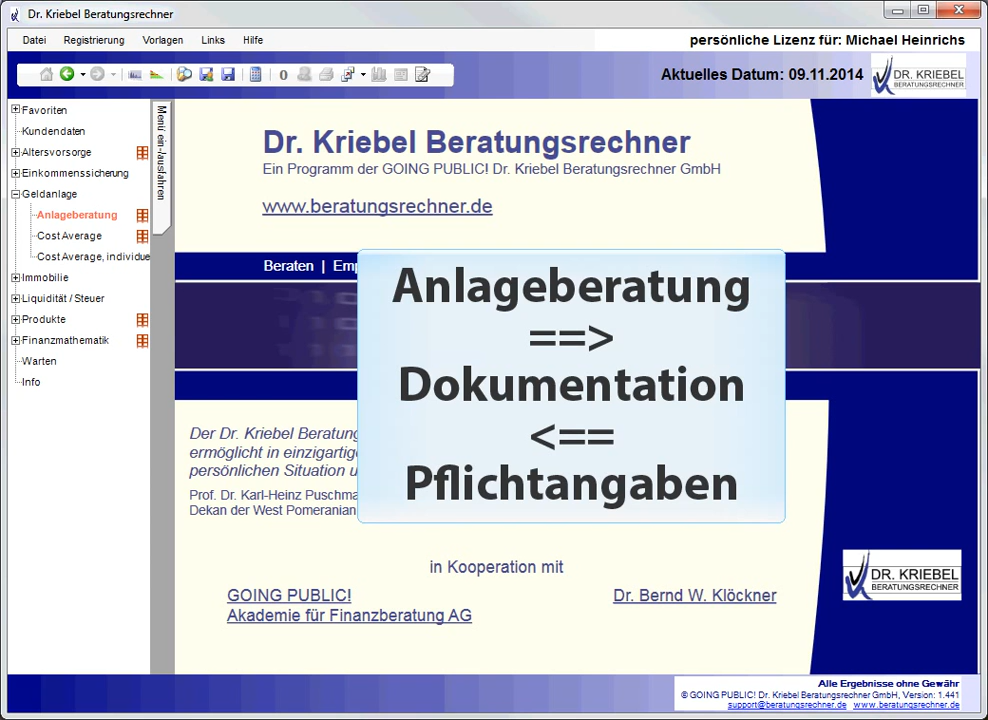 Dr. Kriebel Beratungsrechner
Datei Registrierung Vorlagen Links Hilfe
persönliche Lizenz für: Michael Heinrichs
0
Aktuelles Datum: 09.11.2014
DR. KRIEBEL
BERATUNGSRECHNER
Favoriten
Kundendaten
Altersvorsorge
Einkommenssicherung
Geldanlage
Anlageberatung
Cost Average
Cost Average, individue
Immobilie
Liquidität / Steuer
Produkte
Finanzmathematik
Warten
Info
Menü ein-/ausfahren
Dr. Kriebel Beratungsrechner
Ein Programm der GOING PUBLIC! Dr. Kriebel Beratungsrechner GmbH
www.beratungsrechner.de
Beraten | Emp
Anlageberatung
==>
Dokumentation
<==
Pflichtangaben
Der Dr. Kriebel Beratung
ermöglicht in einzigartig
persönlichen Situation u
Prof. Dr. Karl-Heinz Puschma
Dekan der West Pomeranian
in Kooperation mit
GOING PUBLIC!
Akademie für Finanzberatung AG
Dr. Bernd W. Klöckner
DR. KRIEBEL
BERATUNGSRECHNER
Alle Ergebnisse ohne Gewähr
© GOING PUBLIC! Dr. Kriebel Beratungsrechner GmbH, Version: 1.441
support@beratungsrechner.de www.beratungsrechner.de